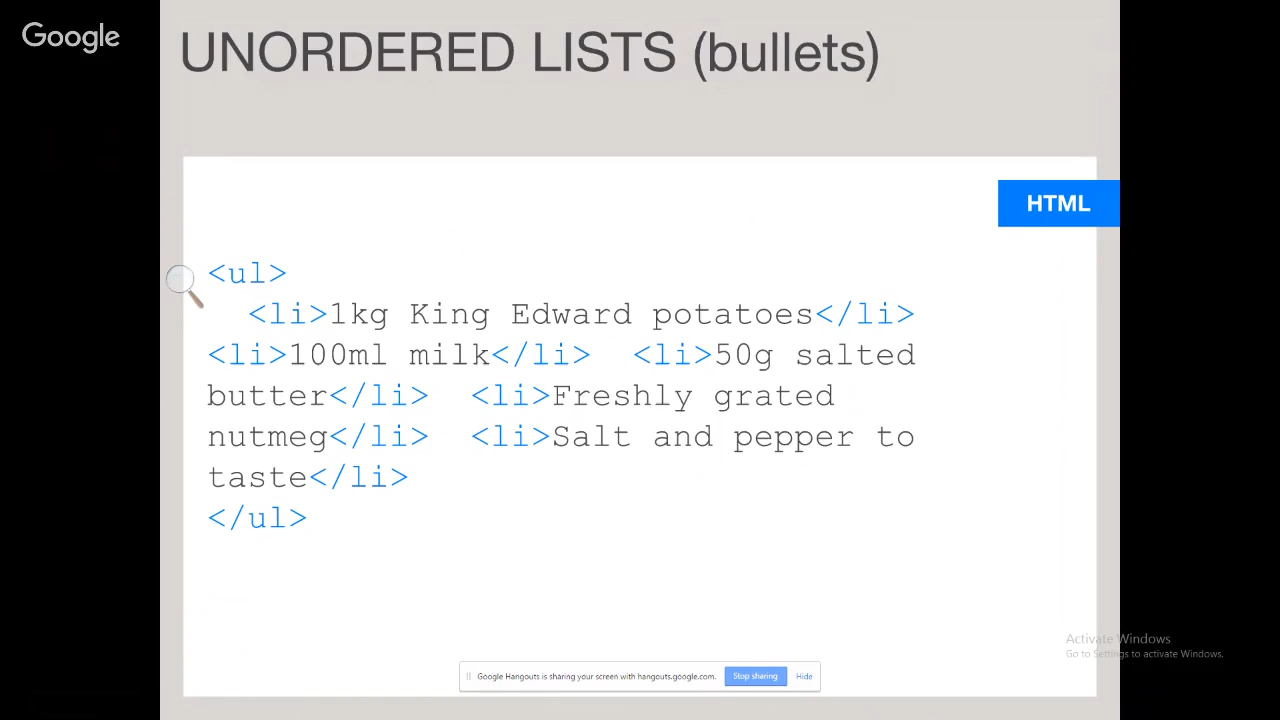 Google
UNORDERED LISTS (bullets)
HTML
<ul>
<li>1kg King Edward potatoes</li>
<li>100ml milk</li> <li>50g salted
butter</li> <li>Freshly grated
nutmeg</li> <li>Salt and pepper to
taste</li>
</ul>
Activate Windows
Go to Settings to activate Windows.
Google Hangouts is sharing your screen with hangouts.google.com. Stop sharing Hide